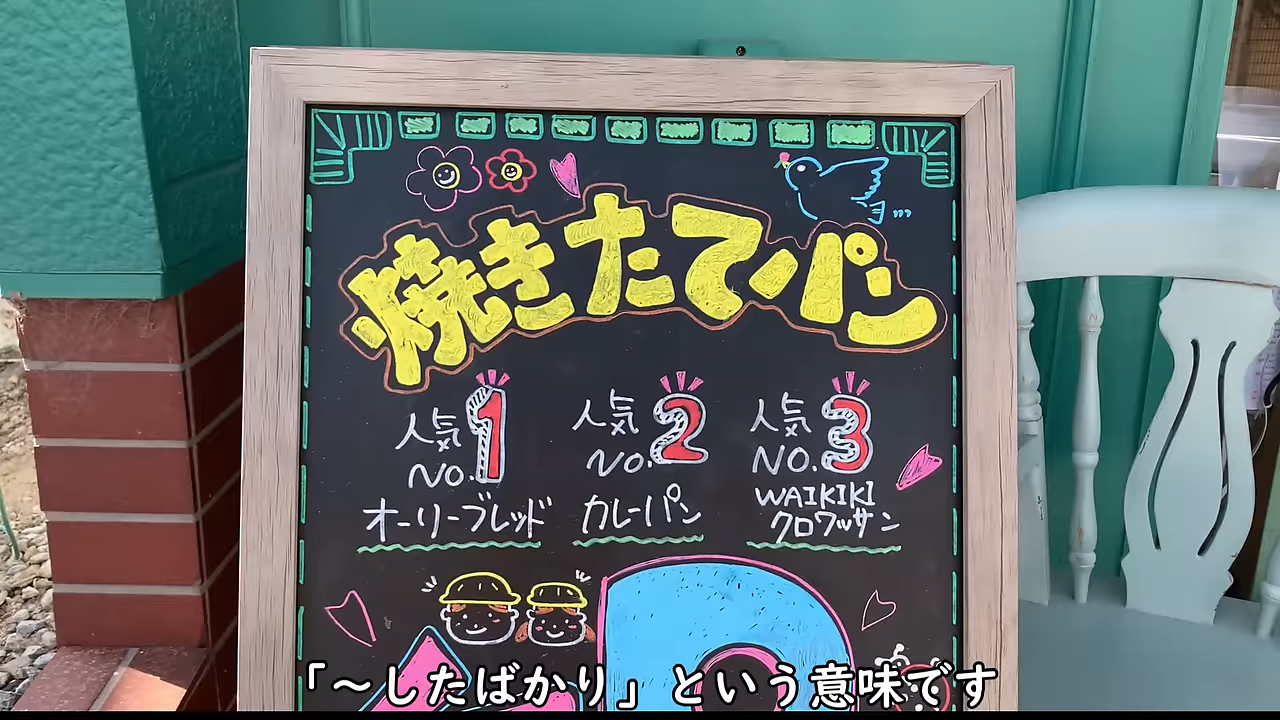 焼きたてパン
人気 NO.1
オーリーブレッド
人気 NO.2
カレーパン
人気 NO.3
WAIKIKI
クロワッサン
「～したばかり」という意味です